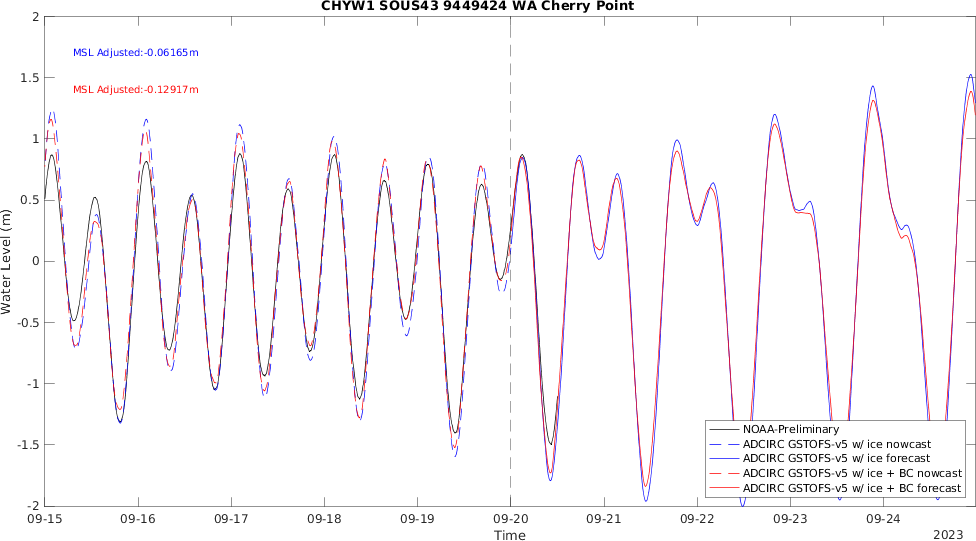 CHYW1 SOUS43 9449424 WA Cherry Point
2
1.5
1
0.5
0
-0.5
-1
-1.5
-2
Water Level (m)
MSL Adjusted:-0.06165m
MSL Adjusted:-0.12917m
NOAA-Preliminary
ADCIRC GSTOFS-v5 w/ ice nowcast
ADCIRC GSTOFS-v5 w/ ice forecast
ADCIRC GSTOFS-v5 w/ ice + BC nowcast
ADCIRC GSTOFS-v5 w/ ice + BC forecast
09-15 09-16 09-17 09-18 09-19 09-20 09-21 09-22 09-23 09-24
Time
2023